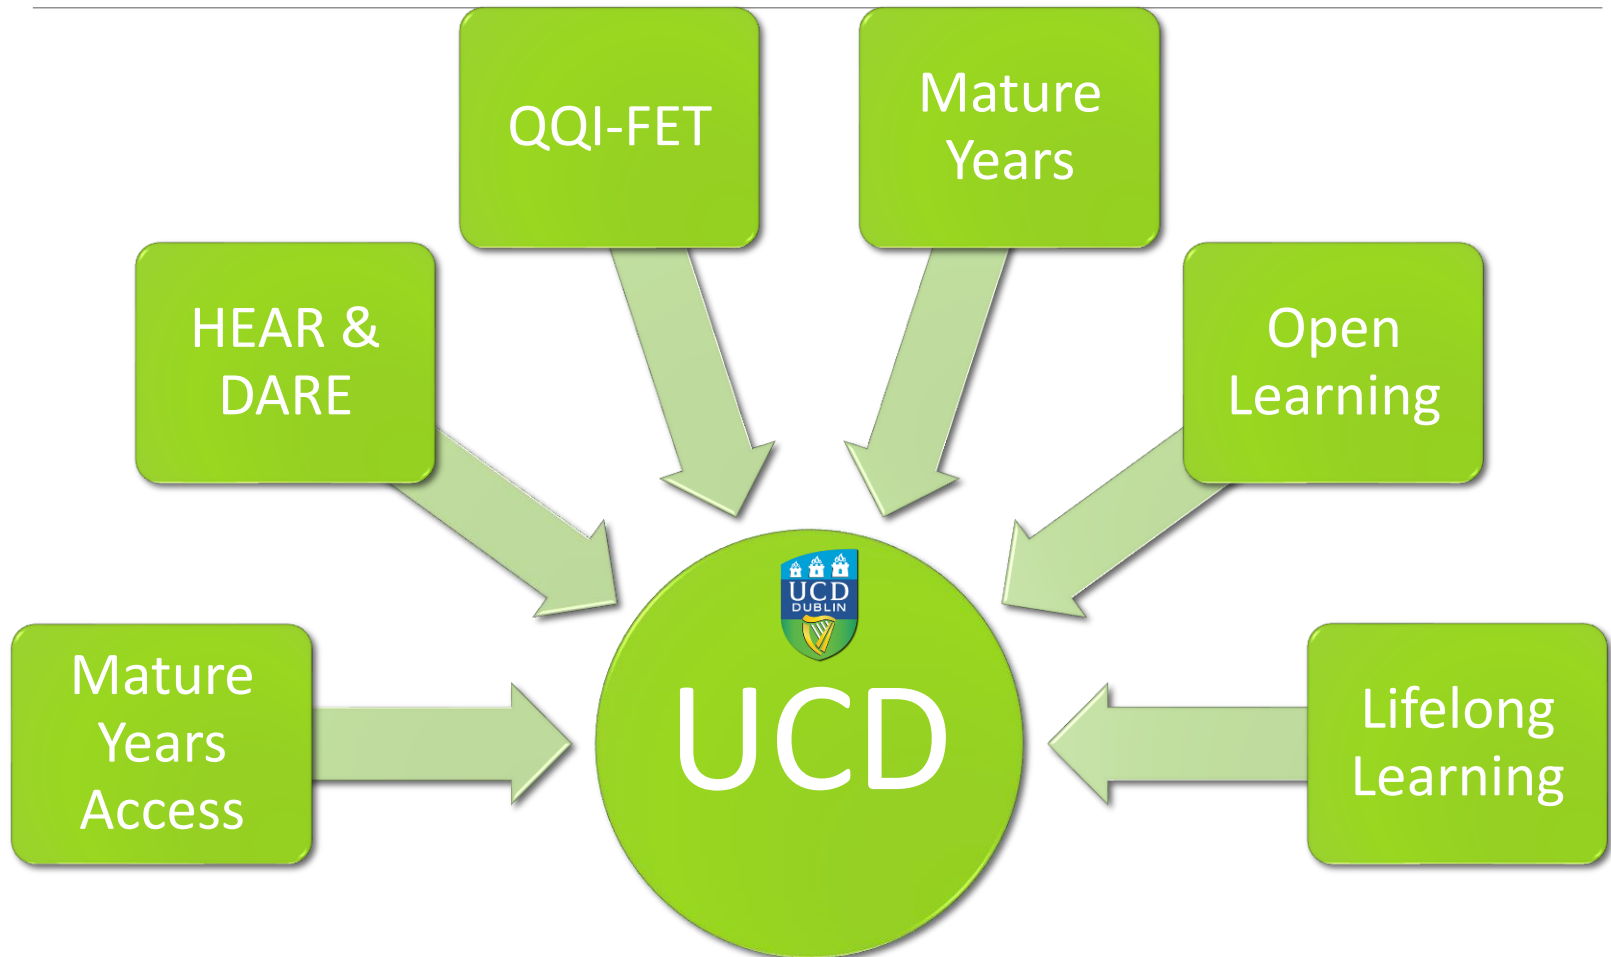 QQI-FET
Mature
Years
HEAR &
DARE
Open
Learning
Mature
Years
Access
UCD
DUBLIN
UCD
Lifelong
Learning